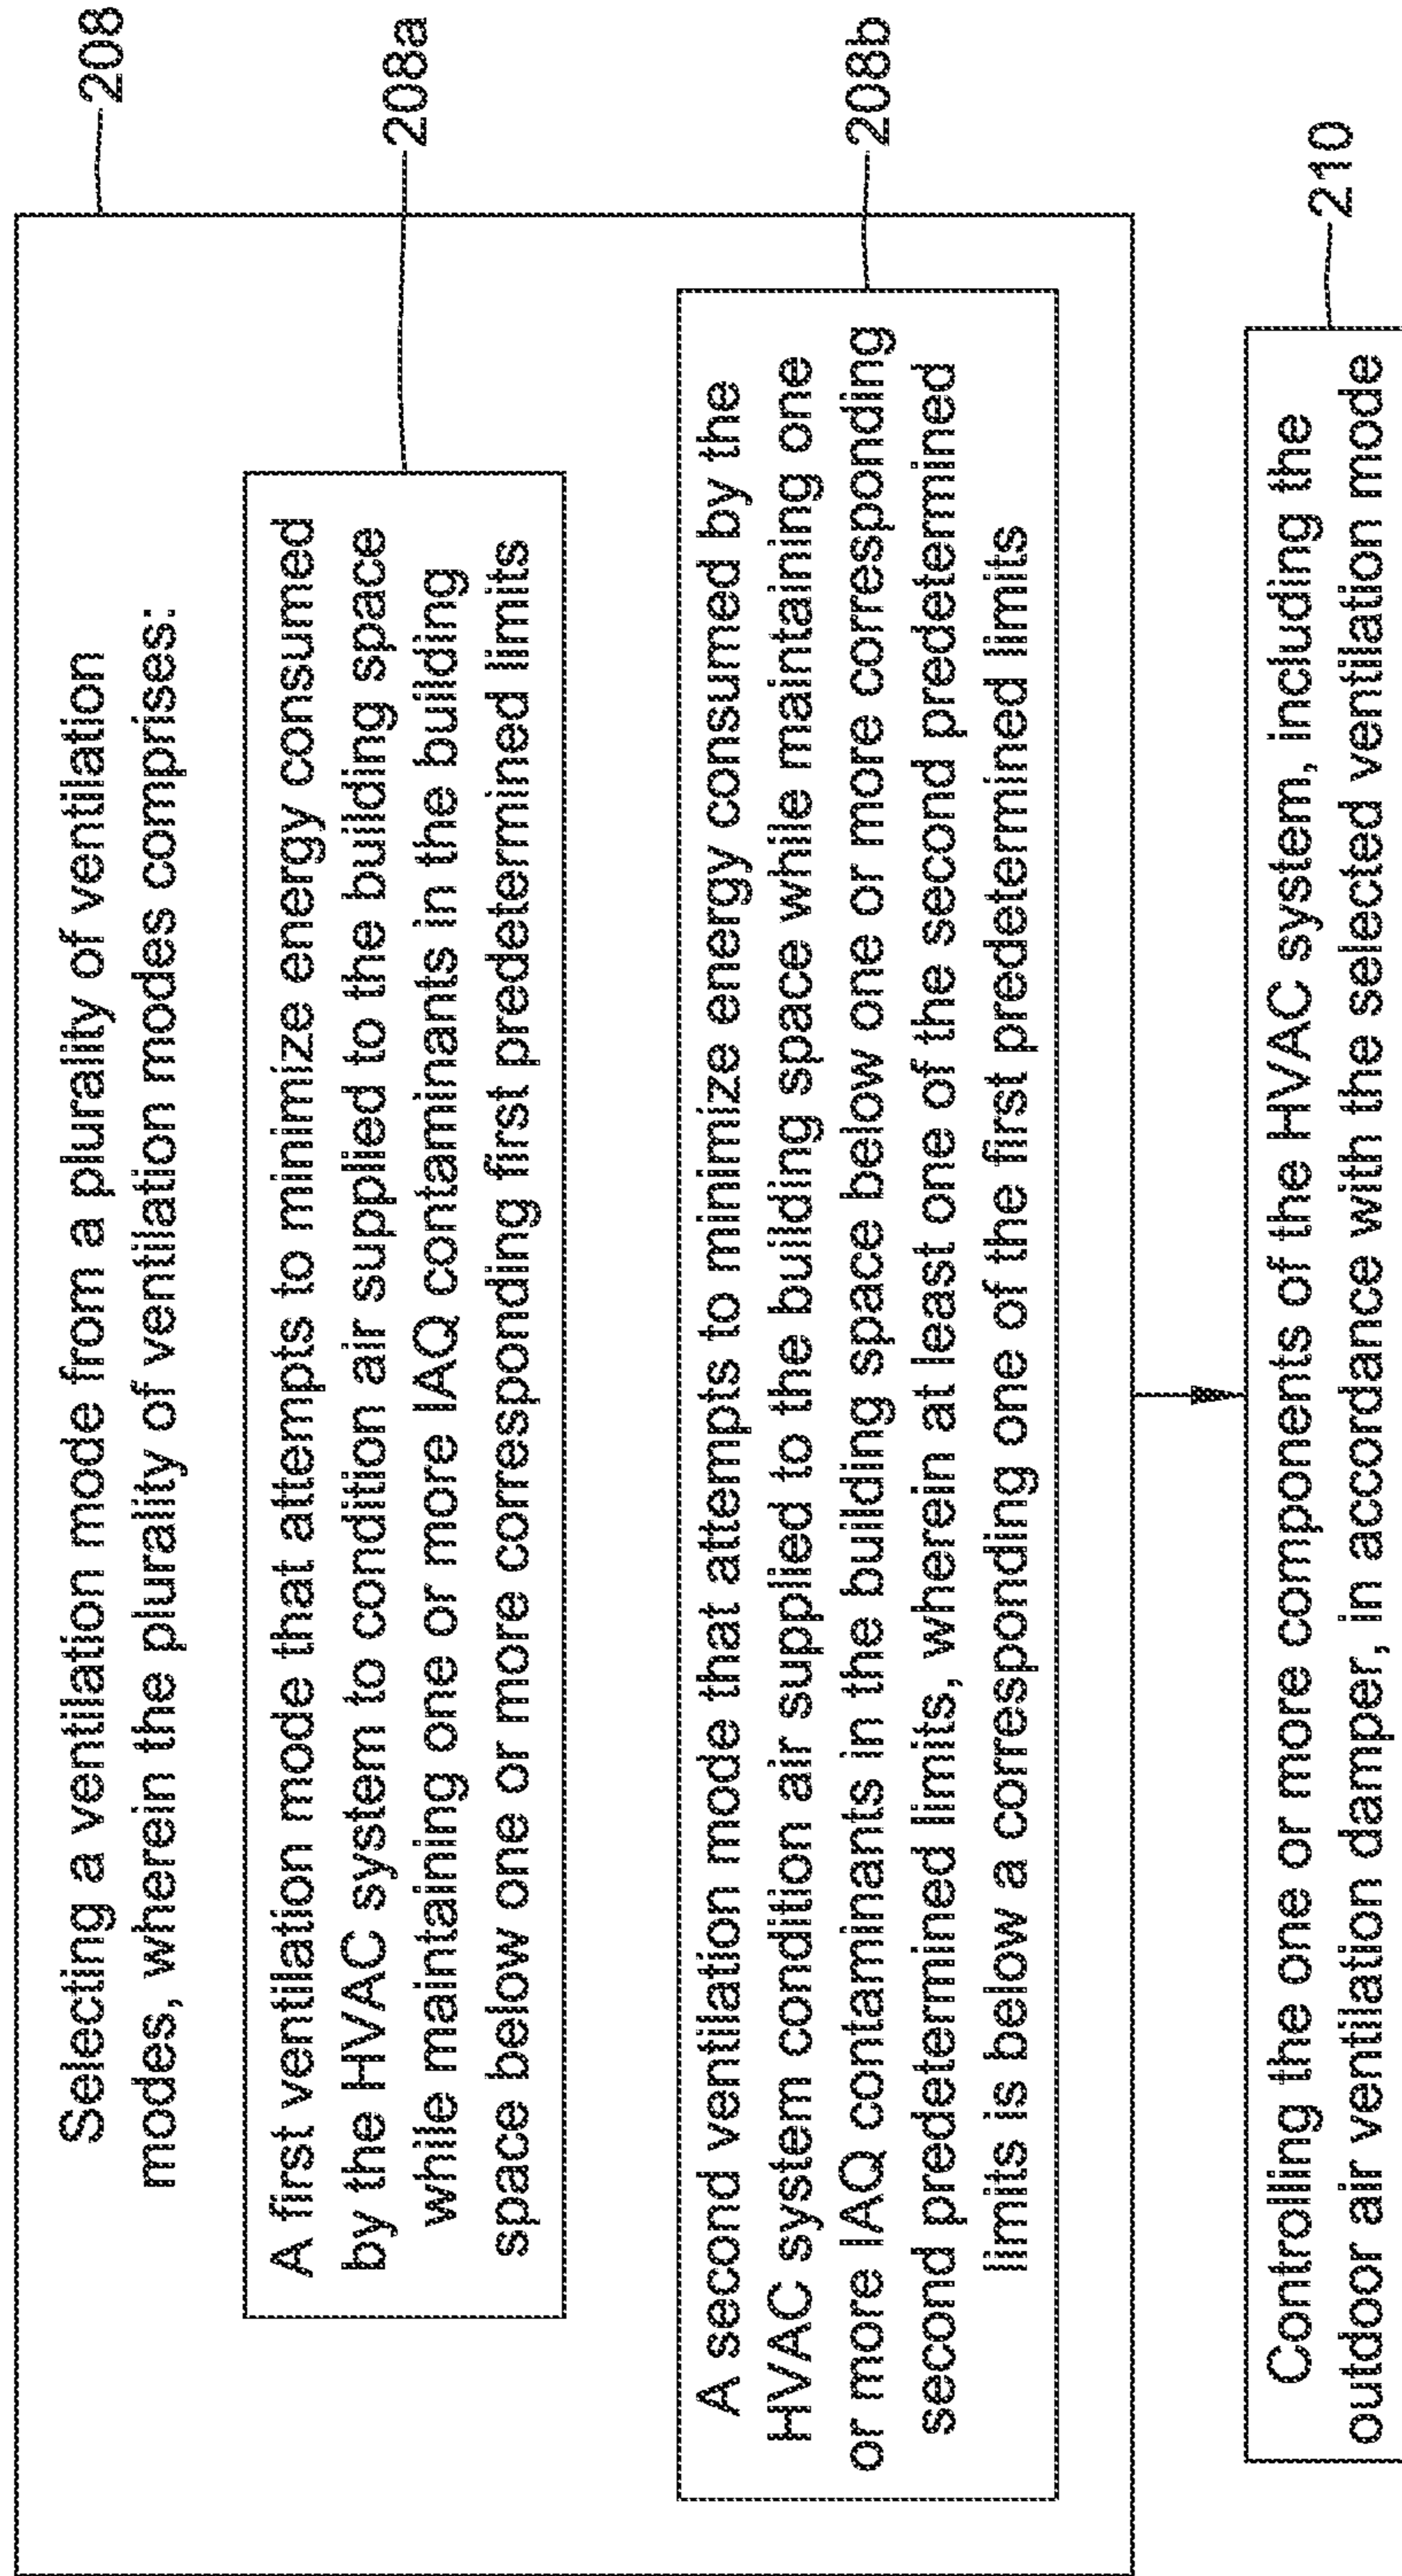 Selecting a ventilation mode from a plurality of ventilation
modes, wherein the plurality of ventilation modes comprises:
208
A first ventilation mode that attempts to minimize energy consumed
by the HVAC system to condition air supplied to the building space
while maintaining one or more IAQ contaminants in the building
space below one or more corresponding first predetermined limits
208a
A second ventilation mode that attempts to minimize energy consumed by the
HVAC system condition air supplied to the building space while maintaining one
or more IAQ contaminants in the building space below one or more corresponding
second predetermined limits, wherein at least one of the second predetermined
limits is below a corresponding one of the first predetermined limits
208b
Controlling the one or more components of the HVAC system, including the
outdoor air ventilation damper, in accordance with the selected ventilation mode
210